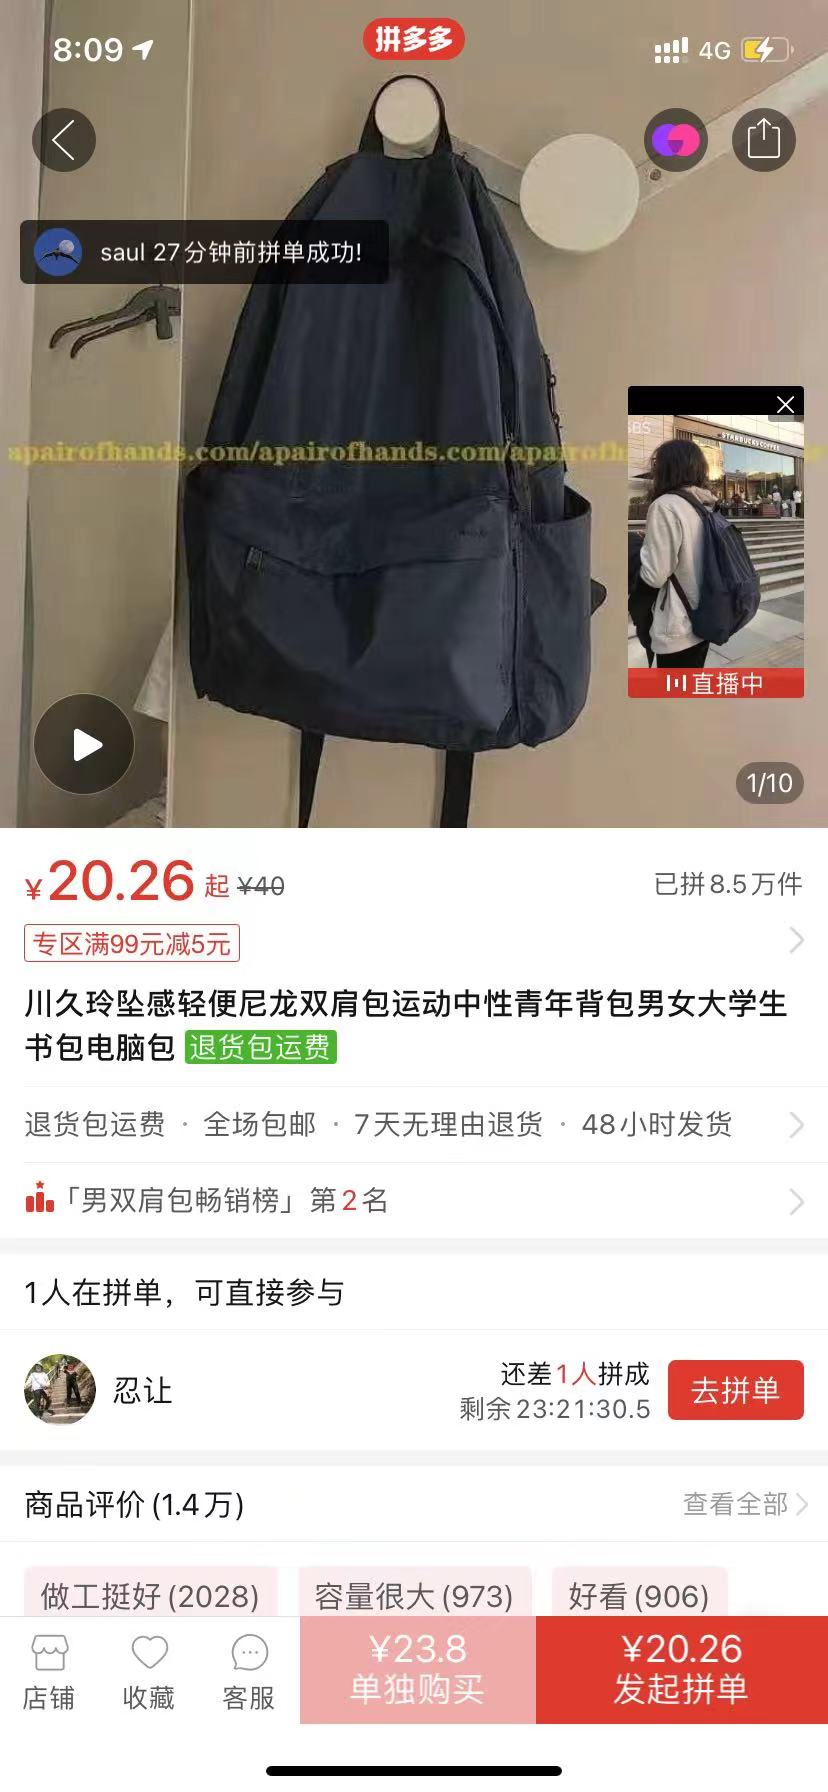 8:09
拼多多
4G
saul 27分钟前拼单成功!
apairofhands.com/apairofhands.com/apairofh
SBS
STARBUCKS COFFEE
直播中
1/10
¥20.26起 ¥40
已拼8.5万件
专区满99元减5元
川久玲坠感轻便尼龙双肩包运动中性青年背包男女大学生
书包电脑包 退货包运费
退货包运费 · 全场包邮 · 7天无理由退货 · 48小时发货
「男双肩包畅销榜」第2名
1人在拼单，可直接参与
忍让
还差1人拼成
剩余23:21:30.5
去拼单
商品评价(1.4万)
查看全部
做工挺好(2028)
容量很大(973)
好看(906)
店铺
收藏
客服
¥23.8
单独购买
¥20.26
发起拼单